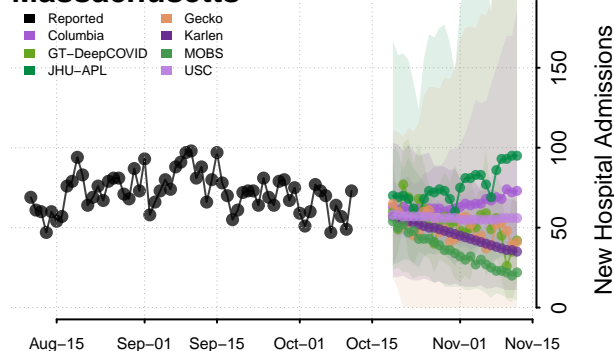 Massachusetts
Reported
Columbia
GT−DeepCOVID
JHU−APL
Gecko
Karlen
MOBS
USC
0
50
100
150
New Hospital Admissions
Aug−15
Sep−01
Sep−15
Oct−01
Oct−15
Nov−01
Nov−15